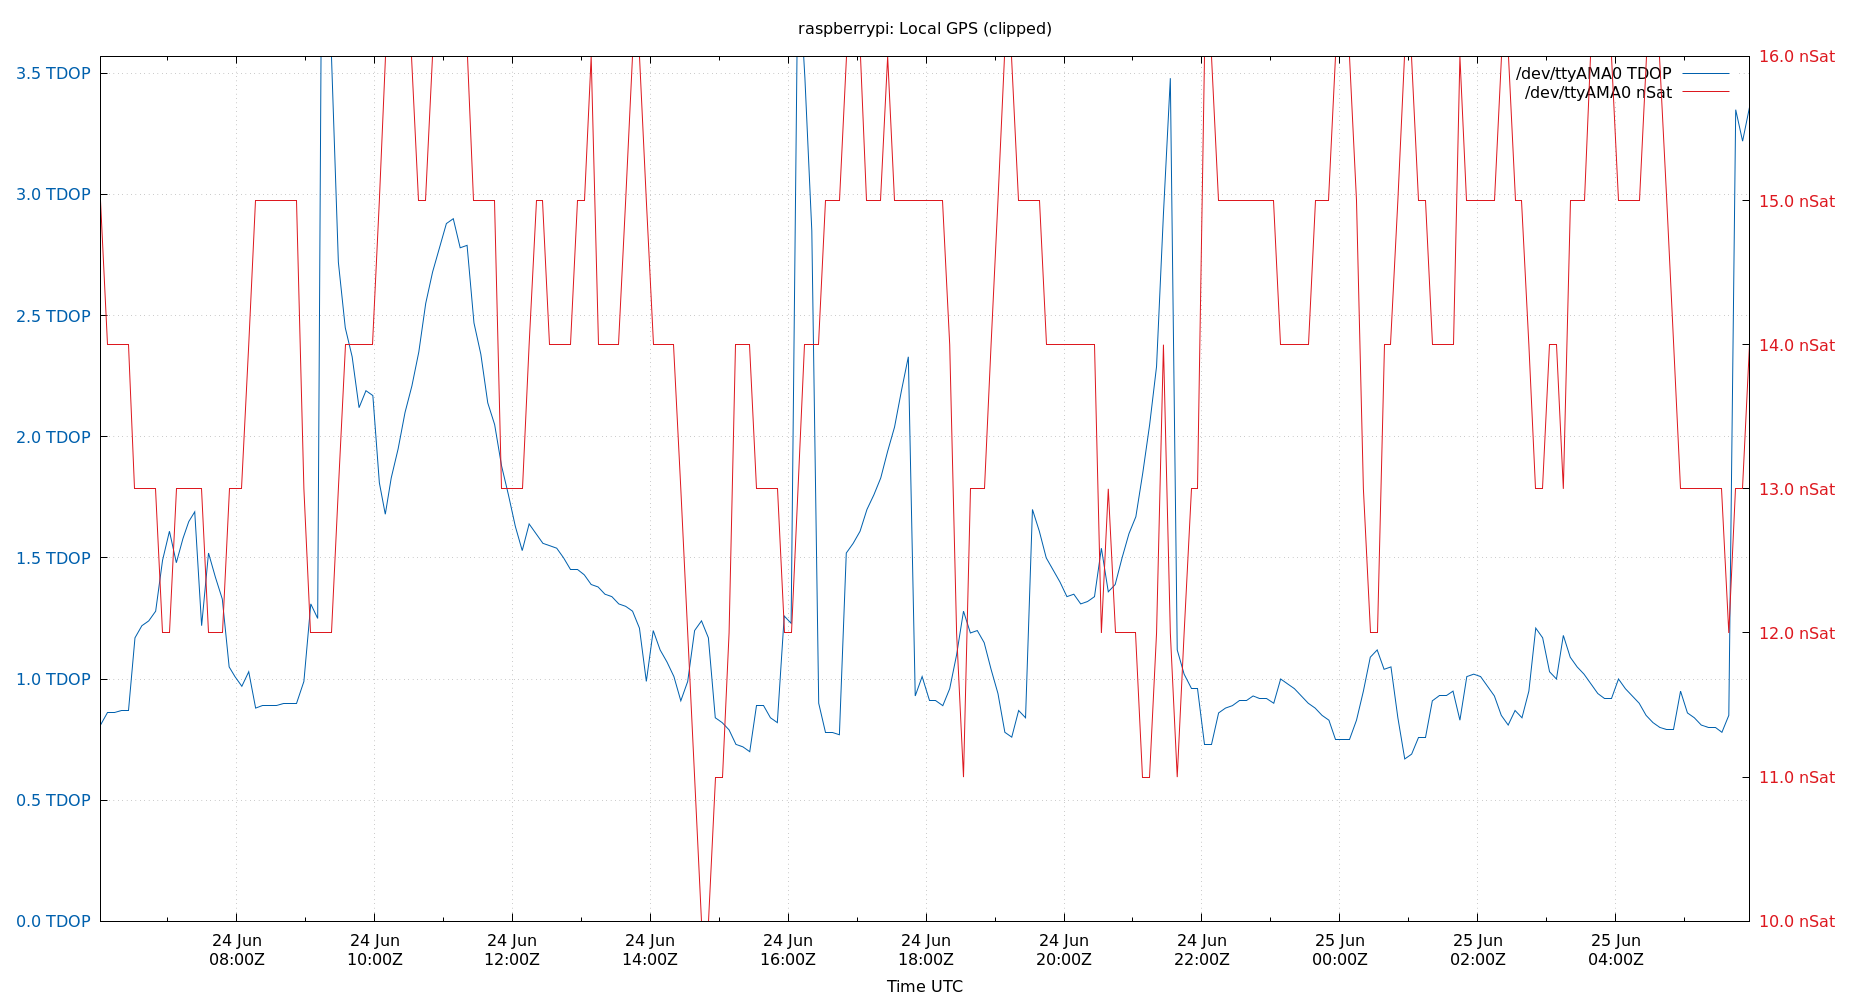 raspberrypi: Local GPS (clipped)
3.5 TDOP
3.0 TDOP
2.5 TDOP
2.0 TDOP
1.5 TDOP
1.0 TDOP
0.5 TDOP
0.0 TDOP
16.0 nSat
15.0 nSat
14.0 nSat
13.0 nSat
12.0 nSat
11.0 nSat
10.0 nSat
/dev/ttyAMA0 TDOP
/dev/ttyAMA0 nSat
24 Jun
08:00Z
24 Jun
10:00Z
24 Jun
12:00Z
24 Jun
14:00Z
24 Jun
16:00Z
24 Jun
18:00Z
24 Jun
20:00Z
24 Jun
22:00Z
25 Jun
00:00Z
25 Jun
02:00Z
25 Jun
04:00Z
Time UTC